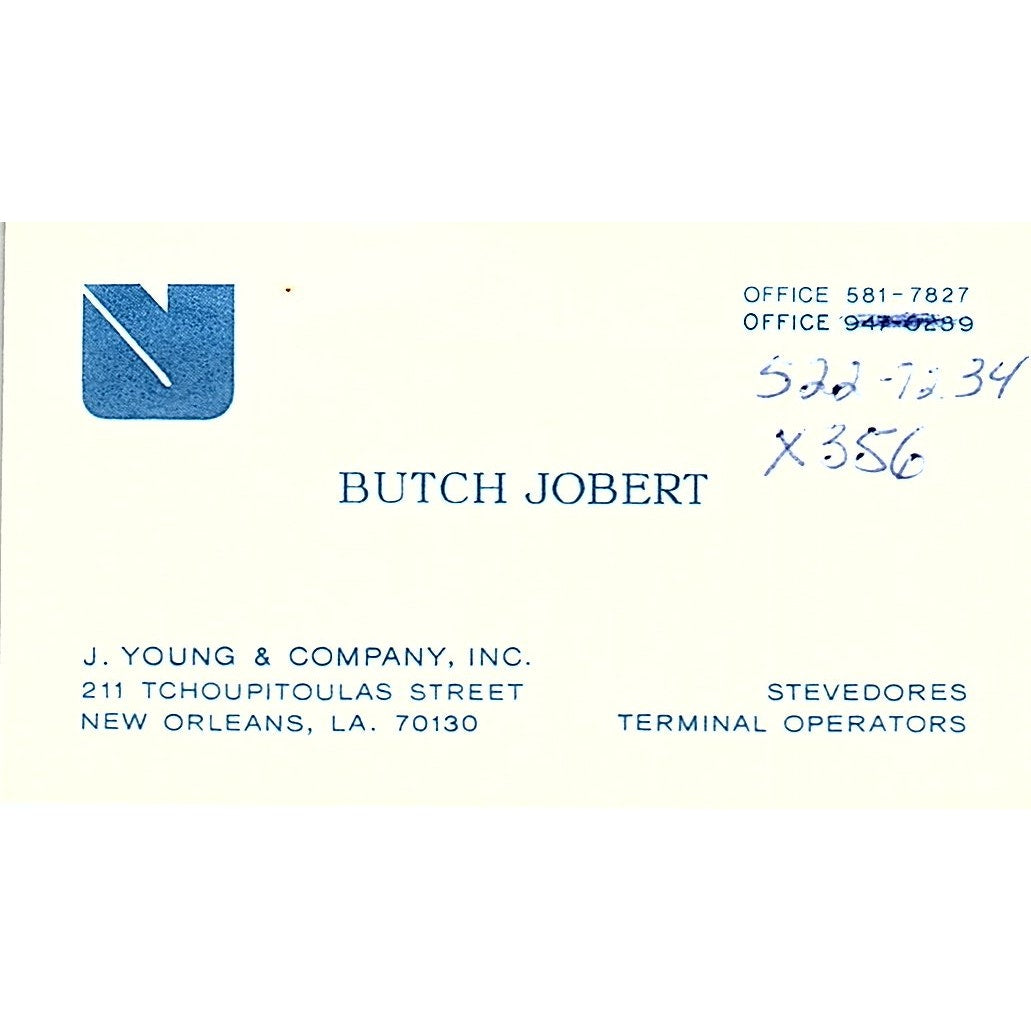 OFFICE 581-7827
OFFICE 947-0289
522-7234
X356
BUTCH JOBERT
J. YOUNG & COMPANY, INC.
211 TCHOUPITOULAS STREET
NEW ORLEANS, LA. 70130
STEVEDORES
TERMINAL OPERATORS